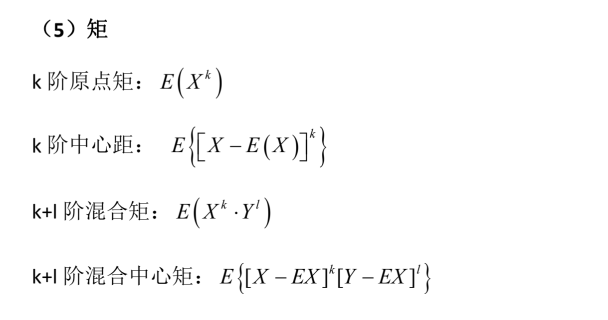 （5）矩
k 阶原点矩： E(X^k)
k 阶中心距： E{[X − E(X)]^k}
k+l 阶混合矩： E(X^k · Y^l)
k+l 阶混合中心矩： E{[X − EX]^k[Y − EX]^l}